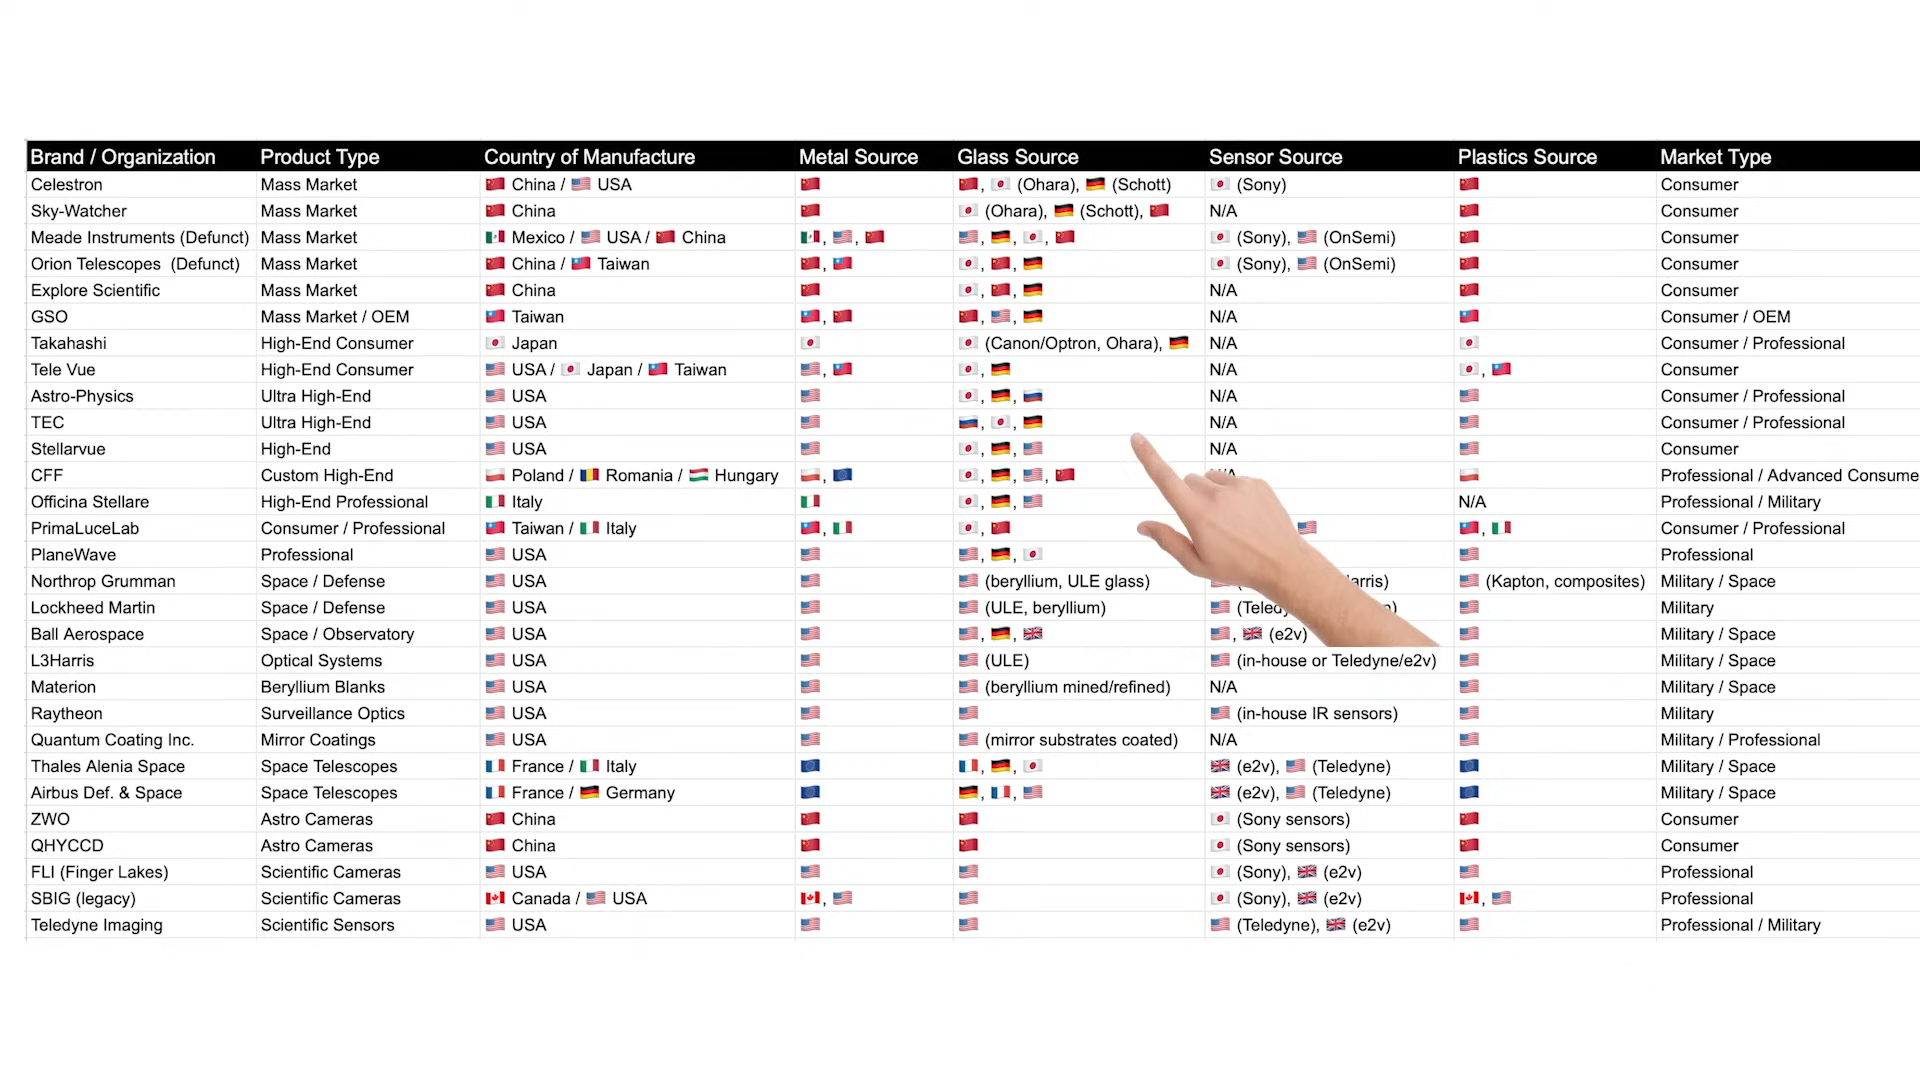 Brand / Organization Product Type Country of Manufacture Metal Source Glass Source Sensor Source Plastics Source Market Type
Celestron Mass Market 🇨🇳 China / 🇺🇸 USA 🇨🇳 🇨🇳, 🇯🇵 (Ohara), 🇩🇪 (Schott) 🇯🇵 (Sony) 🇨🇳 Consumer
Sky-Watcher Mass Market 🇨🇳 China 🇨🇳 🇯🇵 (Ohara), 🇩🇪 (Schott), 🇨🇳 N/A 🇨🇳 Consumer
Meade Instruments (Defunct) Mass Market 🇲🇽 Mexico / 🇺🇸 USA / 🇨🇳 China 🇲🇽, 🇺🇸, 🇨🇳 🇺🇸, 🇩🇪, 🇯🇵, 🇨🇳 🇯🇵 (Sony), 🇺🇸 (OnSemi) 🇨🇳 Consumer
Orion Telescopes (Defunct) Mass Market 🇨🇳 China / 🇹🇼 Taiwan 🇨🇳, 🇹🇼 🇯🇵, 🇨🇳, 🇩🇪 🇯🇵 (Sony), 🇺🇸 (OnSemi) 🇨🇳 Consumer
Explore Scientific Mass Market 🇨🇳 China 🇨🇳 🇯🇵, 🇨🇳, 🇩🇪 N/A 🇨🇳 Consumer
GSO Mass Market / OEM 🇹🇼 Taiwan 🇹🇼, 🇨🇳 🇨🇳, 🇺🇸, 🇩🇪 N/A 🇹🇼 Consumer / OEM
Takahashi High-End Consumer 🇯🇵 Japan 🇯🇵 🇯🇵 (Canon/Optron, Ohara), 🇩🇪 N/A 🇯🇵 Consumer / Professional
Tele Vue High-End Consumer 🇺🇸 USA / 🇯🇵 Japan / 🇹🇼 Taiwan 🇺🇸, 🇹🇼 🇯🇵, 🇩🇪 N/A 🇯🇵, 🇹🇼 Consumer
Astro-Physics Ultra High-End 🇺🇸 USA 🇺🇸 🇯🇵, 🇩🇪, 🇷🇺 N/A 🇺🇸 Consumer / Professional
TEC Ultra High-End 🇺🇸 USA 🇺🇸 🇷🇺, 🇯🇵, 🇩🇪 N/A 🇺🇸 Consumer / Professional
Stellarvue High-End 🇺🇸 USA 🇺🇸 🇯🇵, 🇩🇪, 🇺🇸 N/A 🇺🇸 Consumer
CFF Custom High-End 🇵🇱 Poland / 🇷🇴 Romania / 🇭🇺 Hungary 🇵🇱, 🇪🇺 🇯🇵, 🇩🇪, 🇺🇸, 🇨🇳 🇵🇱 Professional / Advanced Consume
Officina Stellare High-End Professional 🇮🇹 Italy 🇮🇹 🇯🇵, 🇩🇪, 🇺🇸 N/A Professional / Military
PrimaLuceLab Consumer / Professional 🇹🇼 Taiwan / 🇮🇹 Italy 🇹🇼, 🇮🇹 🇯🇵, 🇨🇳 🇺🇸 🇹🇼, 🇮🇹 Consumer / Professional
PlaneWave Professional 🇺🇸 USA 🇺🇸 🇺🇸, 🇩🇪, 🇯🇵 🇺🇸 Professional
Northrop Grumman Space / Defense 🇺🇸 USA 🇺🇸 🇺🇸 (beryllium, ULE glass) 🇺🇸 (Kapton, composites) Military / Space
Lockheed Martin Space / Defense 🇺🇸 USA 🇺🇸 🇺🇸 (ULE, beryllium) 🇺🇸 🇺🇸 Military
Ball Aerospace Space / Observatory 🇺🇸 USA 🇺🇸 🇺🇸, 🇩🇪, 🇬🇧 🇺🇸, 🇬🇧 (e2v) 🇺🇸 Military / Space
L3Harris Optical Systems 🇺🇸 USA 🇺🇸 🇺🇸 (ULE) 🇺🇸 (in-house or Teledyne/e2v) 🇺🇸 Military / Space
Materion Beryllium Blanks 🇺🇸 USA 🇺🇸 🇺🇸 (beryllium mined/refined) N/A 🇺🇸 Military / Space
Raytheon Surveillance Optics 🇺🇸 USA 🇺🇸 🇺🇸 🇺🇸 (in-house IR sensors) 🇺🇸 Military
Quantum Coating Inc. Mirror Coatings 🇺🇸 USA 🇺🇸 🇺🇸 (mirror substrates coated) N/A 🇺🇸 Military / Professional
Thales Alenia Space Space Telescopes 🇫🇷 France / 🇮🇹 Italy 🇪🇺 🇫🇷, 🇩🇪, 🇯🇵 🇬🇧 (e2v), 🇺🇸 (Teledyne) 🇪🇺 Military / Space
Airbus Def. & Space Space Telescopes 🇫🇷 France / 🇩🇪 Germany 🇪🇺 🇩🇪, 🇫🇷, 🇺🇸 🇬🇧 (e2v), 🇺🇸 (Teledyne) 🇪🇺 Military / Space
ZWO Astro Cameras 🇨🇳 China 🇨🇳 🇨🇳 🇯🇵 (Sony sensors) 🇨🇳 Consumer
QHYCCD Astro Cameras 🇨🇳 China 🇨🇳 🇨🇳 🇯🇵 (Sony sensors) 🇨🇳 Consumer
FLI (Finger Lakes) Scientific Cameras 🇺🇸 USA 🇺🇸 🇺🇸 🇯🇵 (Sony), 🇬🇧 (e2v) 🇺🇸 Professional
SBIG (legacy) Scientific Cameras 🇨🇦 Canada / 🇺🇸 USA 🇨🇦, 🇺🇸 🇺🇸 🇯🇵 (Sony), 🇬🇧 (e2v) 🇨🇦, 🇺🇸 Professional
Teledyne Imaging Scientific Sensors 🇺🇸 USA 🇺🇸 🇺🇸 🇺🇸 (Teledyne), 🇬🇧 (e2v) 🇺🇸 Professional / Military